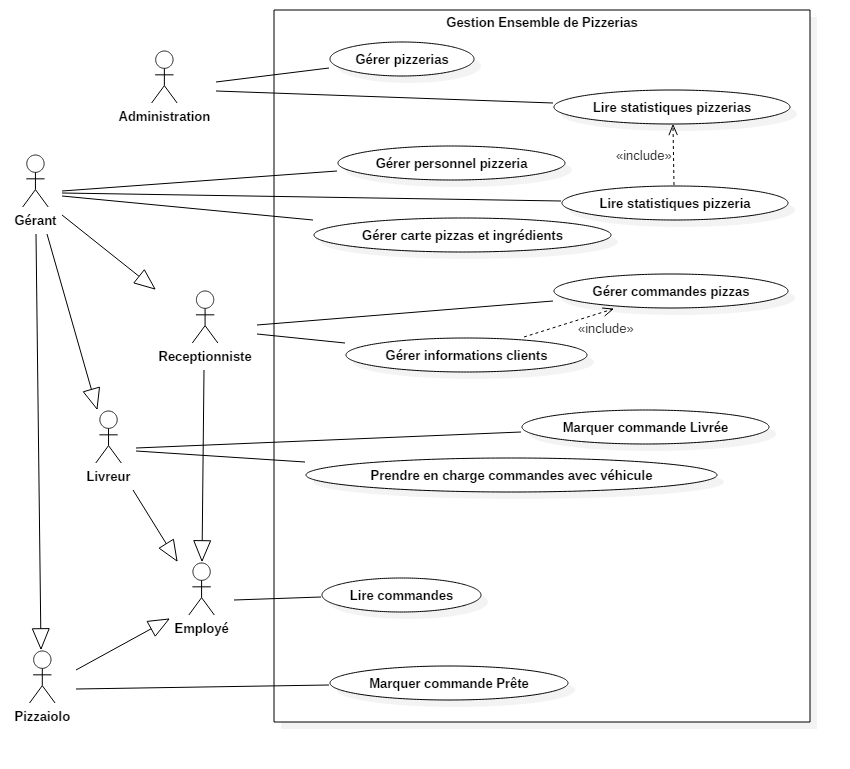 Gestion Ensemble de Pizzerias
Gérer pizzerias
Administration
Lire statistiques pizzerias
«include»
Gérer personnel pizzeria
Lire statistiques pizzeria
Gérant
Gérer carte pizzas et ingrédients
Gérer commandes pizzas
«include»
Receptionniste
Gérer informations clients
Marquer commande Livrée
Livreur
Prendre en charge commandes avec véhicule
Lire commandes
Employé
Marquer commande Prête
Pizzaiolo